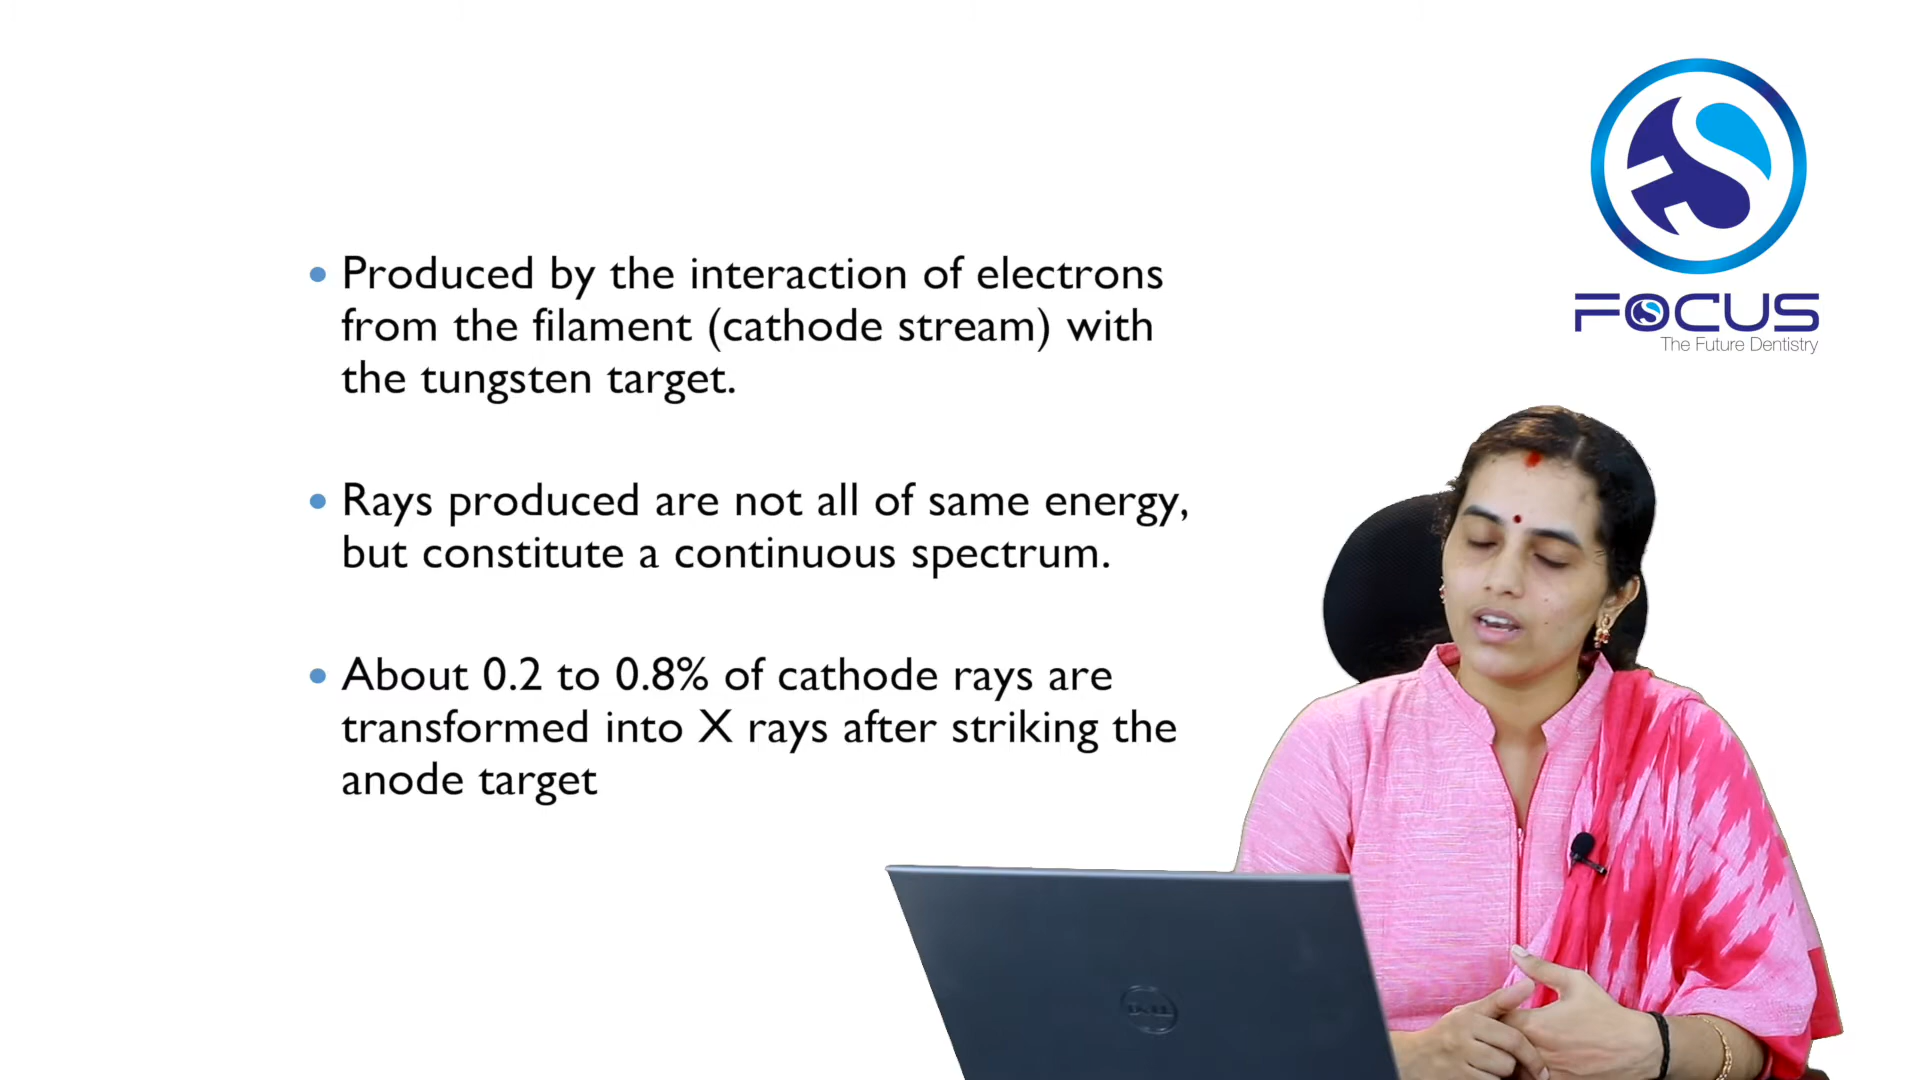 • Produced by the interaction of electrons
from the filament (cathode stream) with
the tungsten target.
• Rays produced are not all of same energy,
but constitute a continuous spectrum.
• About 0.2 to 0.8% of cathode rays are
transformed into X rays after striking the
anode target
FOCUS
The Future Dentistry
DELL